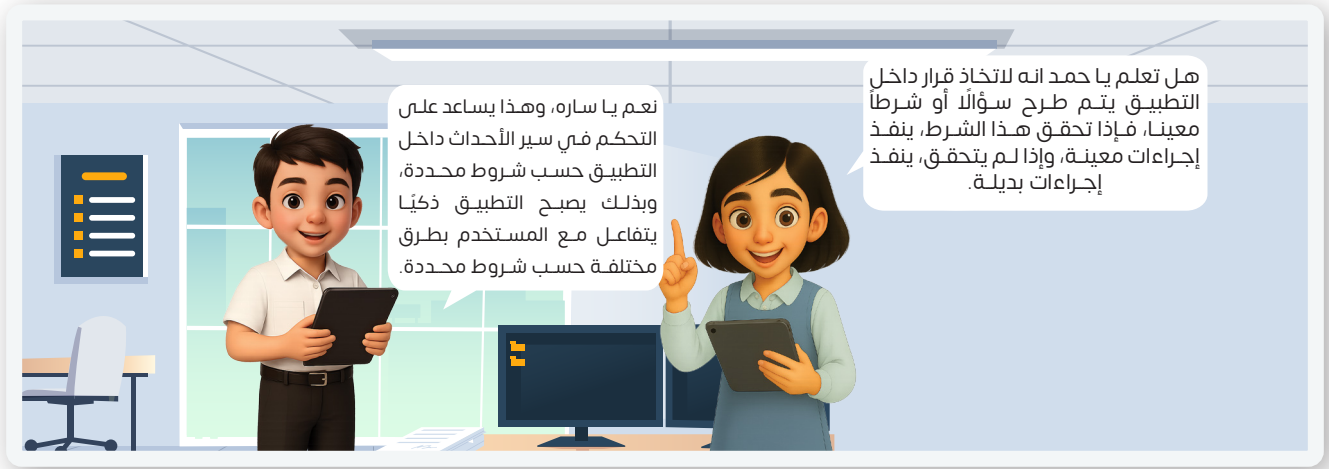 هل تعلم يا حمد انه لاتخاذ قرار داخل
التطبيق يتم طرح سؤالًا أو شرطاً
معينا، فإذا تحقق هذا الشرط، ينفذ
إجراءات معينة، وإذا لم يتحقق، ينفذ
إجراءات بديلة.
نعم يا ساره، وهذا يساعد على
التحكم في سير الأحداث داخل
التطبيق حسب شروط محددة،
وبذلك يصبح التطبيق ذكيًا
يتفاعل مع المستخدم بطرق
مختلفة حسب شروط محددة.